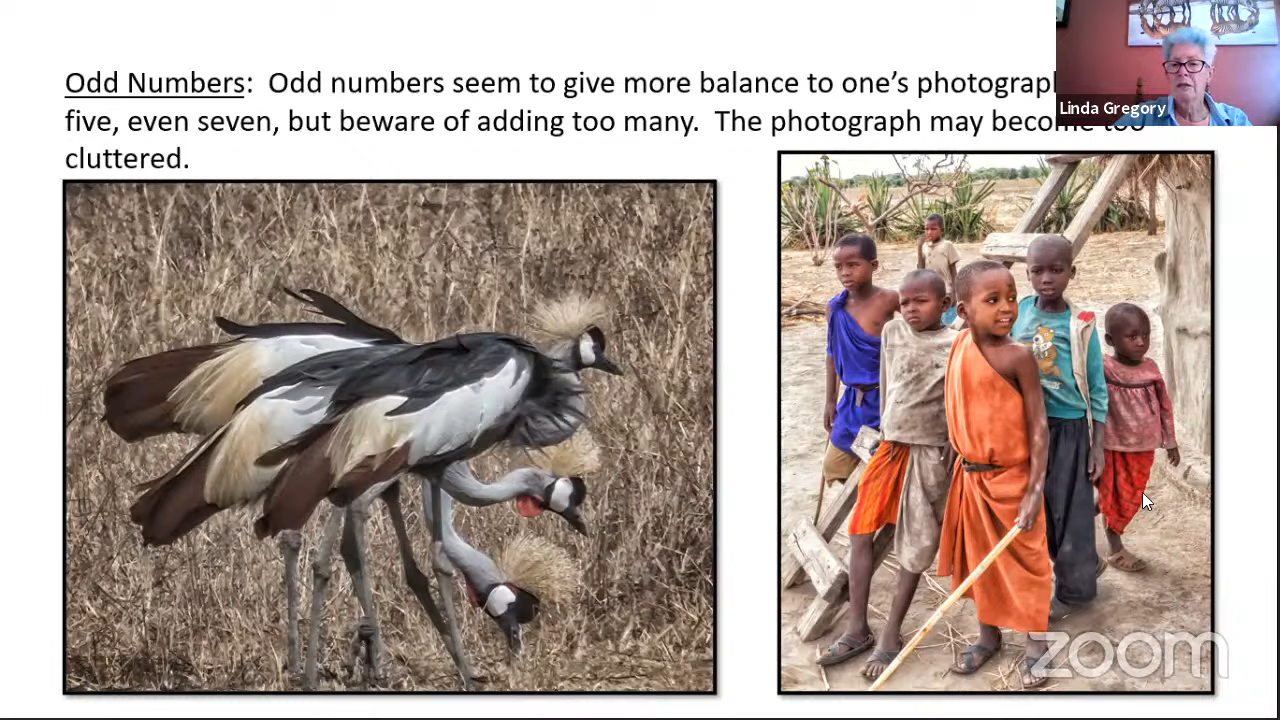 Odd Numbers: Odd numbers seem to give more balance to one's photograph
five, even seven, but beware of adding too many. The photograph may become too
cluttered.
Linda Gregory
zoom